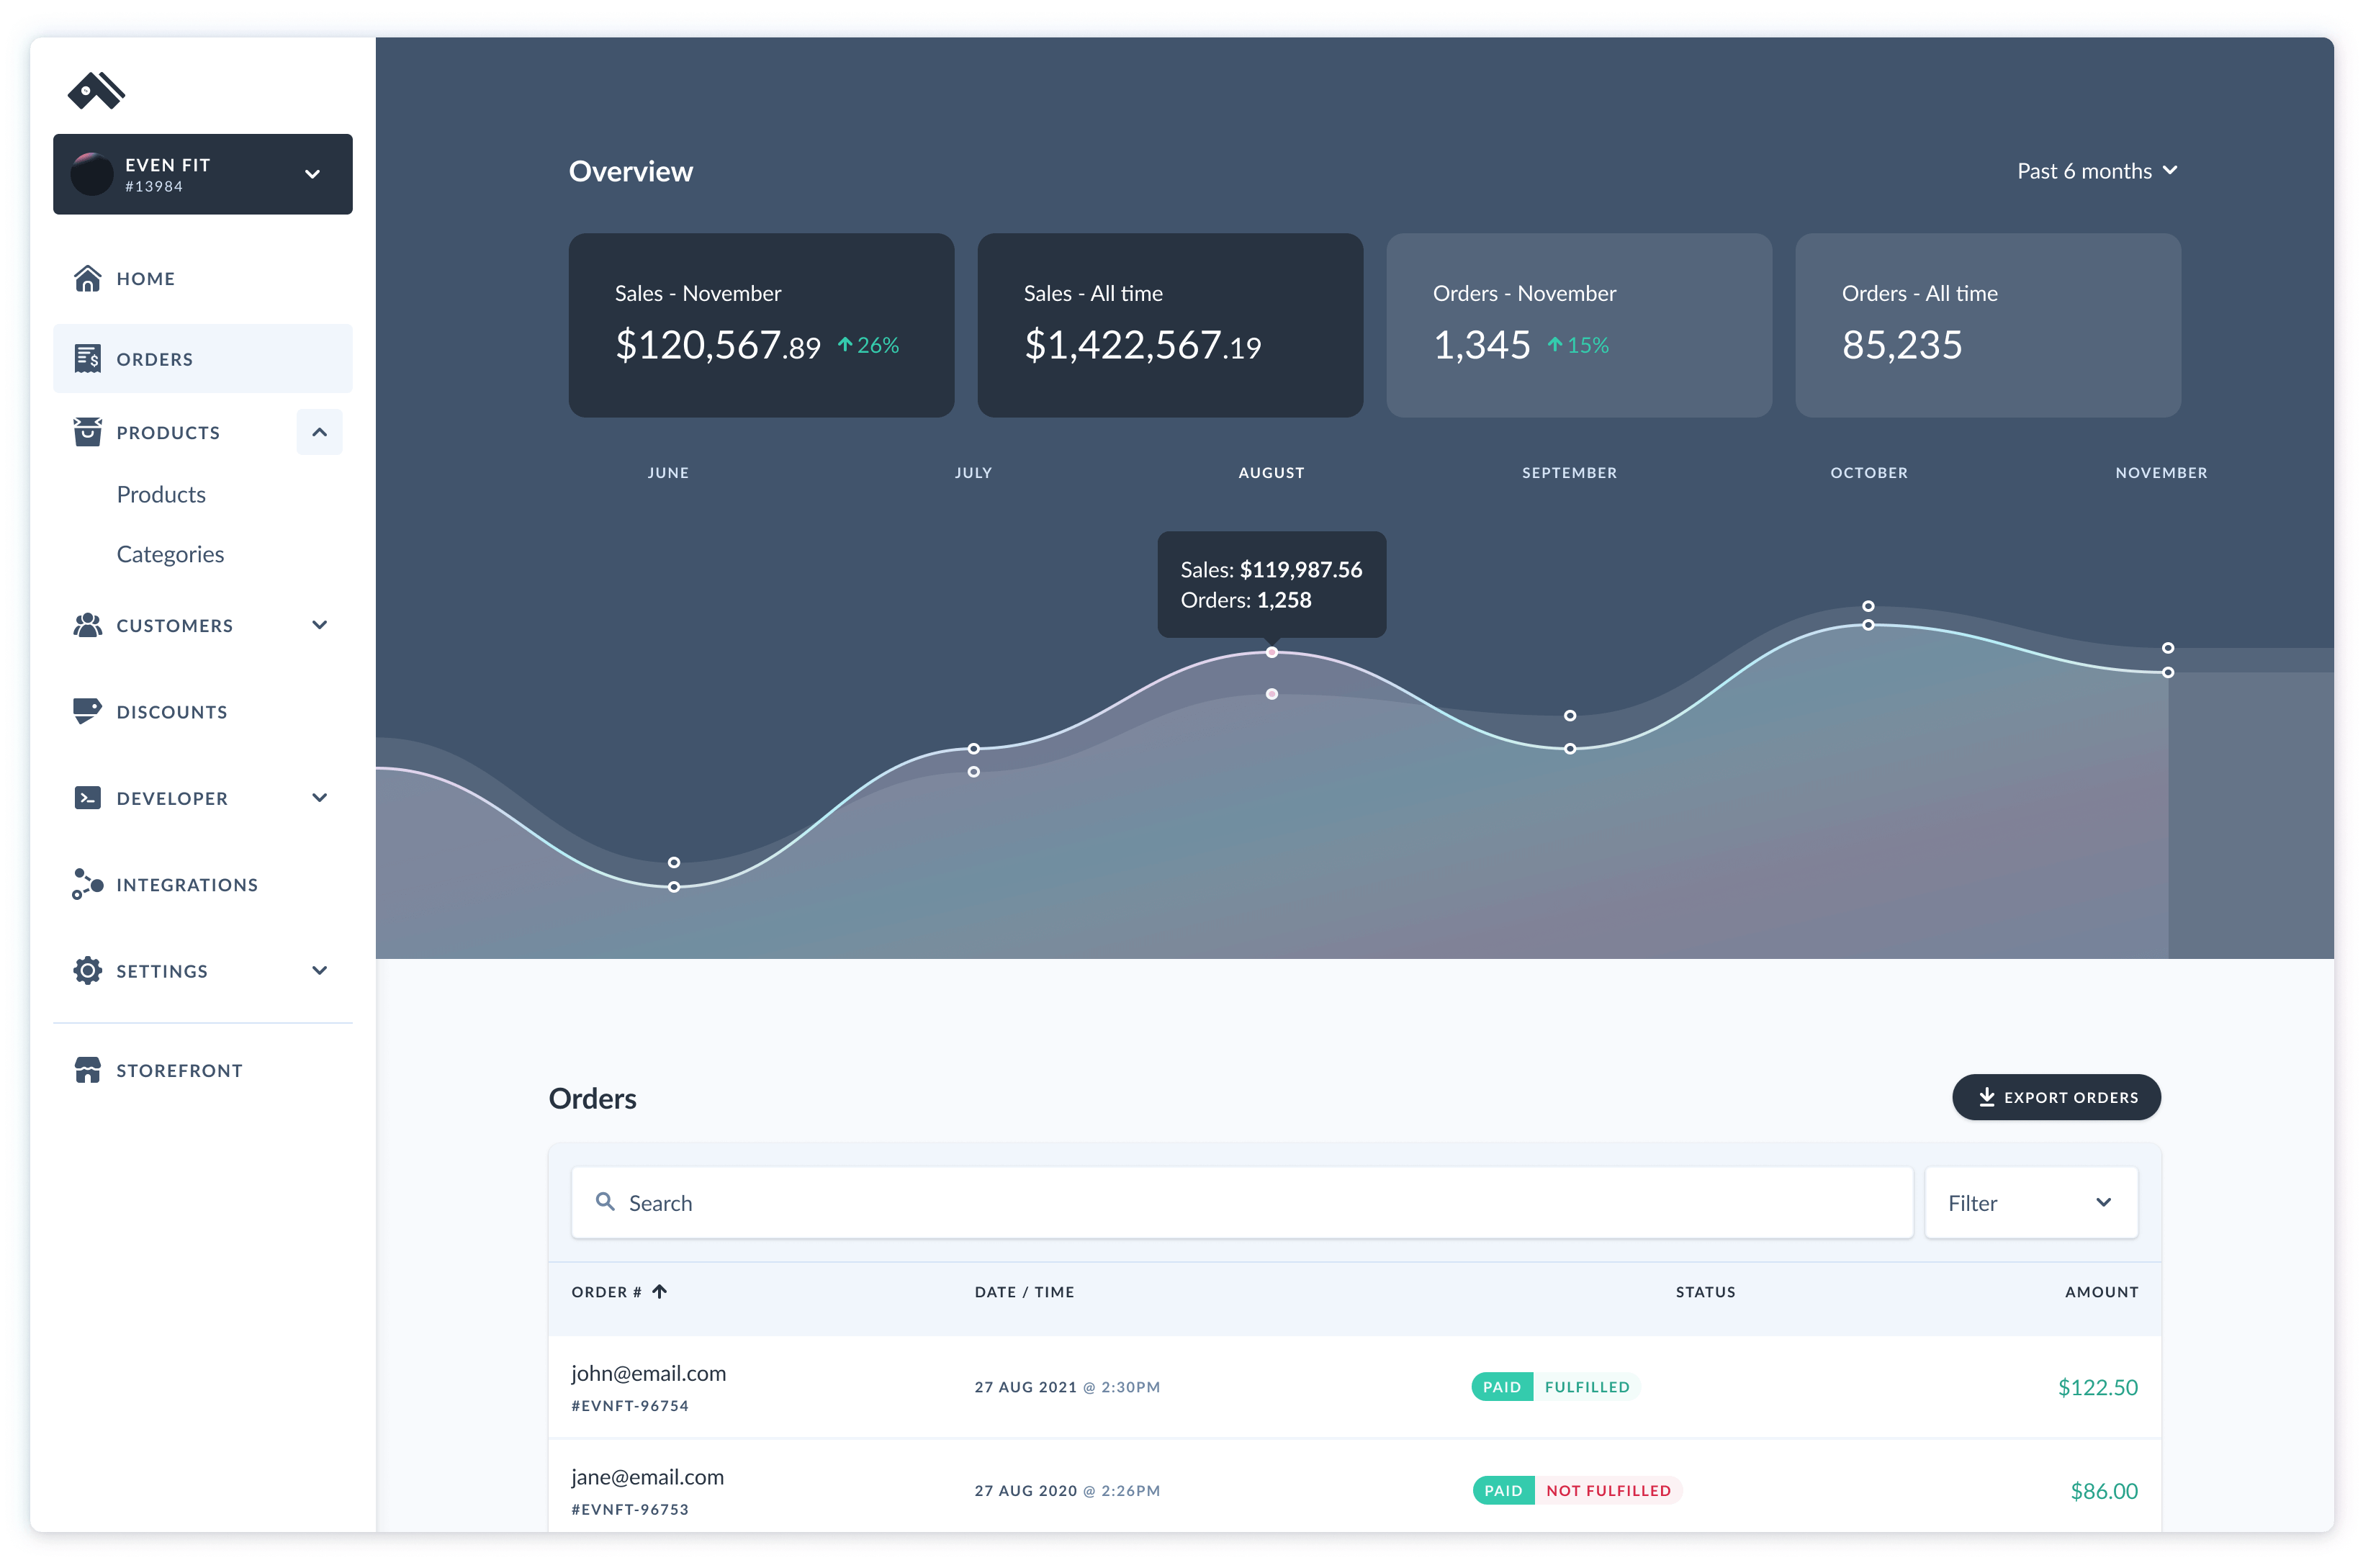 EVEN FIT
#13984
HOME
ORDERS
PRODUCTS
Products
Categories
CUSTOMERS
DISCOUNTS
DEVELOPER
INTEGRATIONS
SETTINGS
STOREFRONT
Overview
Past 6 months
Sales - November
$120,567.89 26%
Sales - All time
$1,422,567.19
Orders - November
1,345 15%
Orders - All time
85,235
JUNE JULY AUGUST SEPTEMBER OCTOBER NOVEMBER
Sales: $119,987.56
Orders: 1,258
Orders
EXPORT ORDERS
Search
Filter
ORDER # DATE / TIME STATUS AMOUNT
john@email.com
#EVNFT-96754
27 AUG 2021 @ 2:30PM
PAID FULFILLED
$122.50
jane@email.com
#EVNFT-96753
27 AUG 2020 @ 2:26PM
PAID NOT FULFILLED
$86.00